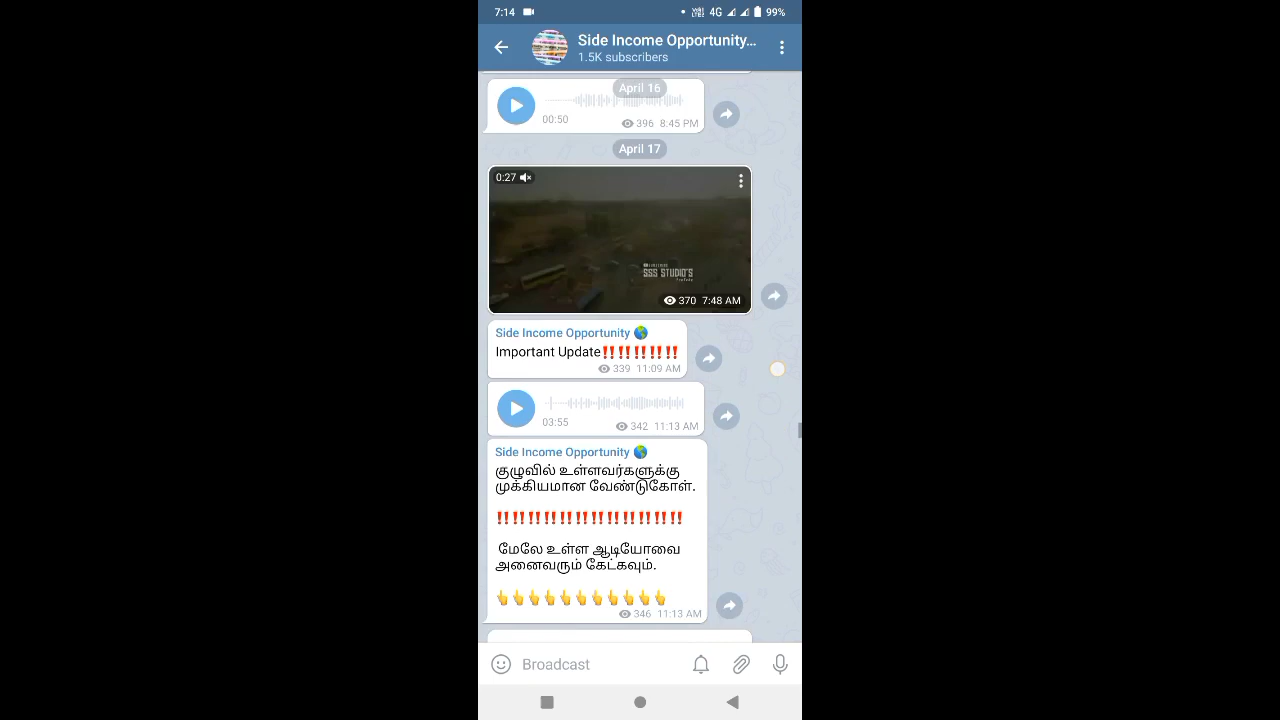 7:14 4G 99%
Side Income Opportunity...
1.5K subscribers
April 16
00:50 396 8:45 PM
April 17
0:27
SSS STUDIO'S
YouTube
370 7:48 AM
Side Income Opportunity 🌎
Important Update‼️‼️‼️‼️‼️‼️
339 11:09 AM
03:55 342 11:13 AM
Side Income Opportunity 🌎
குழுவில் உள்ளவர்களுக்கு
முக்கியமான வேண்டுகோள்.
‼️‼️‼️‼️‼️‼️‼️‼️‼️‼️‼️‼️
மேலே உள்ள ஆடியோவை
அனைவரும் கேட்கவும்.
👆👆👆👆👆👆👆👆👆👆👆
346 11:13 AM
Broadcast